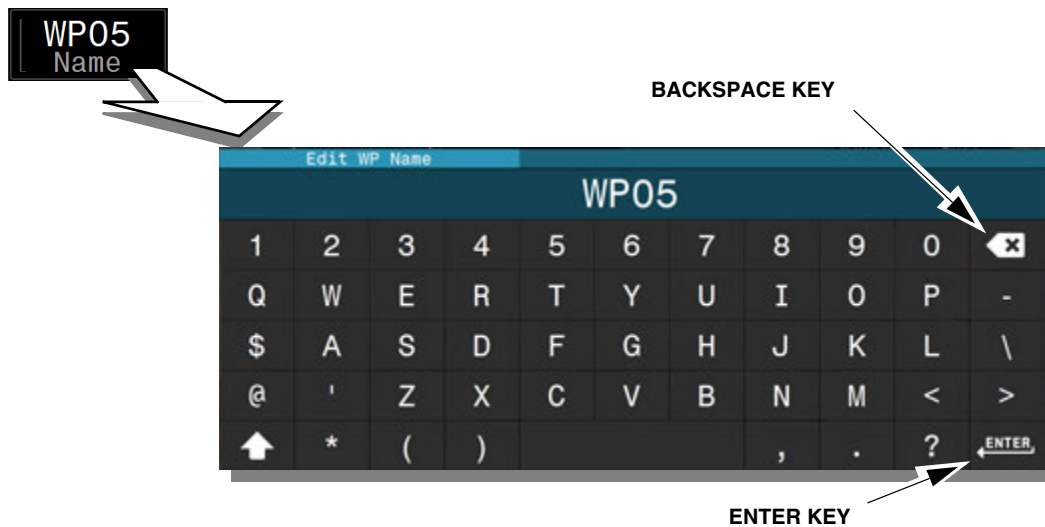 WP05
Name
BACKSPACE KEY
Edit WP Name
WP05
1 2 3 4 5 6 7 8 9 0
Q W E R T Y U I O P -
$ A S D F G H J K L \
@ ' Z X C V B N M < >
* ( ) , . ? ENTER
ENTER KEY